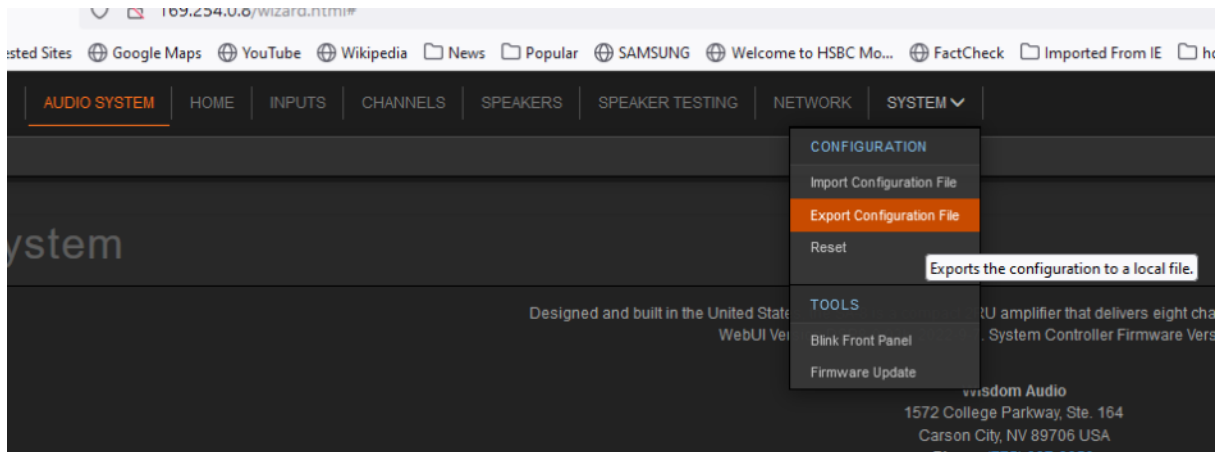 169.254.0.8/wizard.html#
ested Sites Google Maps YouTube Wikipedia News Popular SAMSUNG Welcome to HSBC Mo... FactCheck Imported From IE
AUDIO SYSTEM HOME INPUTS CHANNELS SPEAKERS SPEAKER TESTING NETWORK SYSTEM
CONFIGURATION
Import Configuration File
Export Configuration File
Reset
Exports the configuration to a local file.
TOOLS
Blink Front Panel
Firmware Update
ystem
Designed and built in the United State RU amplifier that delivers eight cha
WebUI Ver . System Controller Firmware Vers
Wisdom Audio
1572 College Parkway, Ste. 164
Carson City, NV 89706 USA